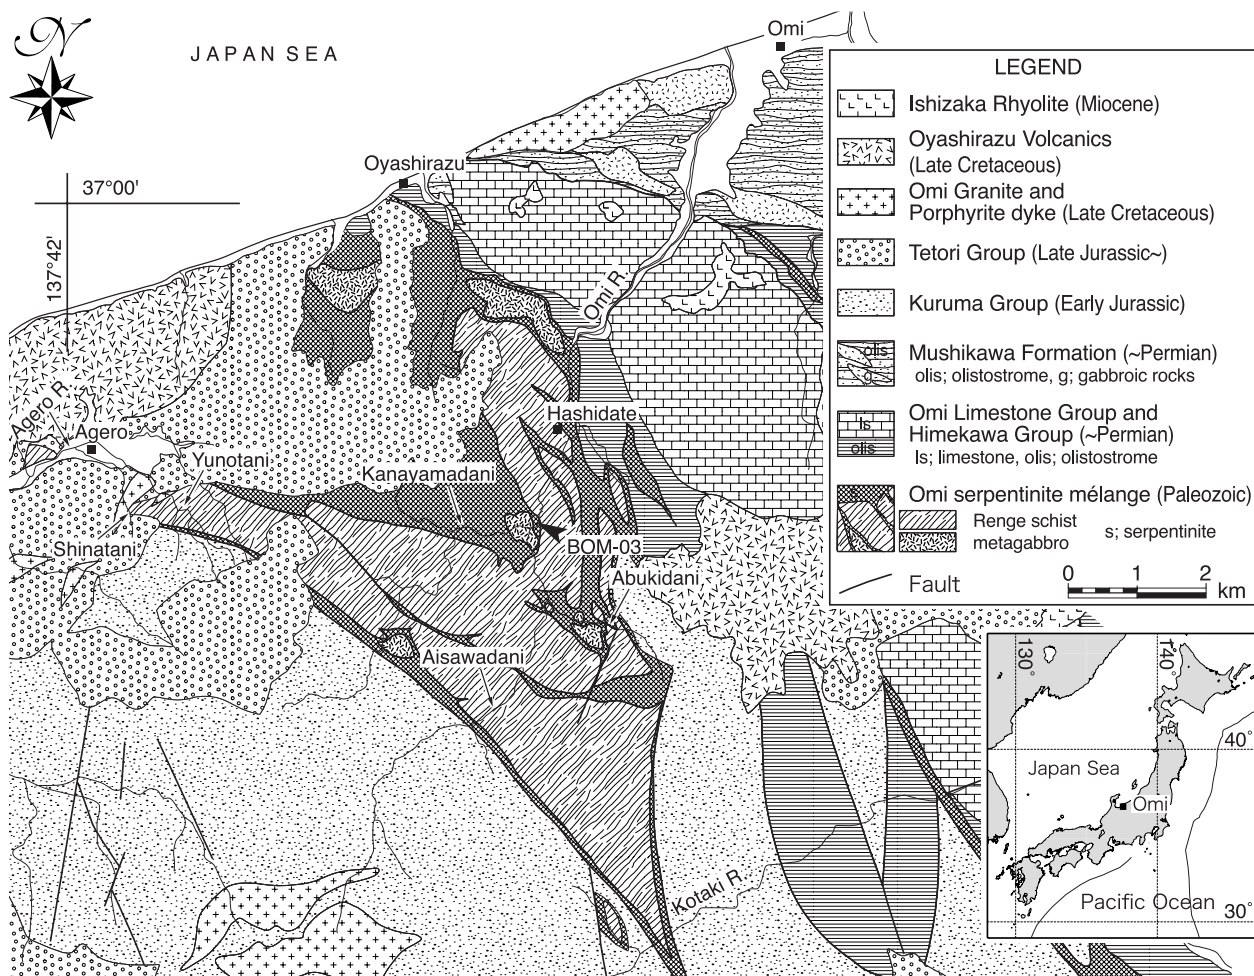 N
JAPAN SEA
Omi
Oyashirazu
37°00'
137°42'
Omi R.
Agero R.
Agero
Yunotani
Hashidate
Kanayamadani
Shinatani
BOM-03
Abukidani
Aisawadani
Kotaki R.
LEGEND
Ishizaka Rhyolite (Miocene)
Oyashirazu Volcanics
(Late Cretaceous)
Omi Granite and
Porphyrite dyke (Late Cretaceous)
Tetori Group (Late Jurassic~)
Kuruma Group (Early Jurassic)
olis
g
Mushikawa Formation (~Permian)
olis; olistostrome, g; gabbroic rocks
ls
olis
Omi Limestone Group and
Himekawa Group (~Permian)
ls; limestone, olis; olistostrome
s
Omi serpentinite mélange (Paleozoic)
Renge schist
metagabbro
s; serpentinite
Fault
0 1 2
km
130°
140°
40°
Japan Sea
Omi
Pacific Ocean
30°